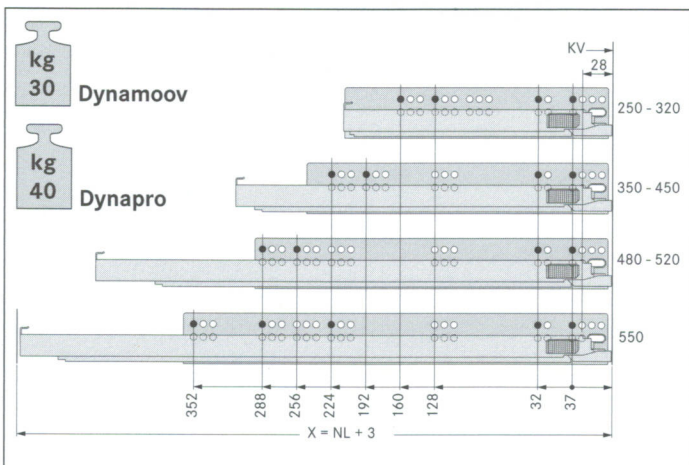 kg
30
Dynamoov
kg
40
Dynapro
KV
28
250 - 320
350 - 450
480 - 520
550
352
288
256
224
192
160
128
32
37
X = NL + 3